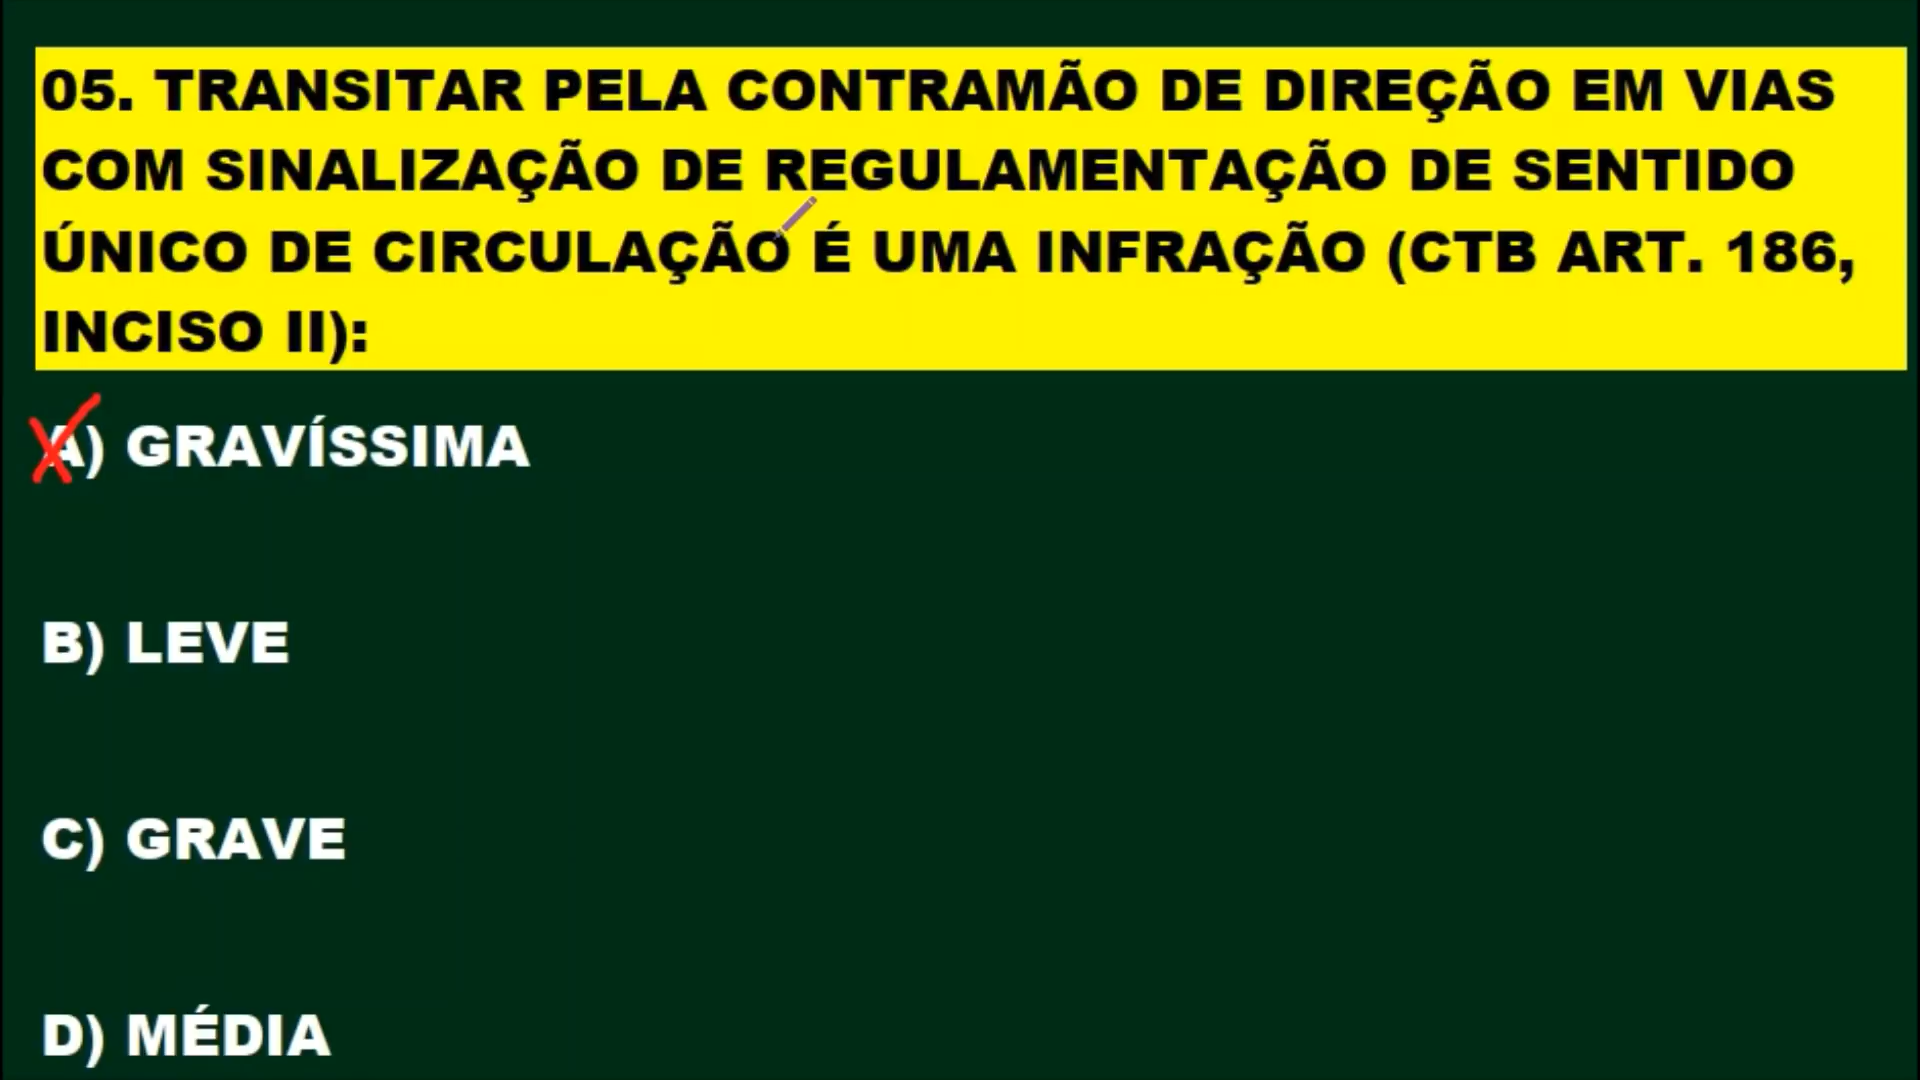 05. TRANSITAR PELA CONTRAMÃO DE DIREÇÃO EM VIAS
COM SINALIZAÇÃO DE REGULAMENTAÇÃO DE SENTIDO
ÚNICO DE CIRCULAÇÃO É UMA INFRAÇÃO (CTB ART. 186,
INCISO II):
A) GRAVÍSSIMA
B) LEVE
C) GRAVE
D) MÉDIA